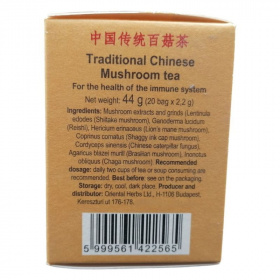 中国传统百菇茶
Traditional Chinese
Mushroom tea
For the health of the immune system
Net weight: 44 g (20 bag x 2,2 g)
Ingredients: Mushroom extracts and grinds (Lentinula
edodes (Shiitake mushroom), Ganoderma lucidum
(Reishi), Hericium erinaceus (Lion's mane mushroom),
Coprinus comatus (Shaggy ink cap mushroom),
Cordyceps sinensis (Chinese caterpillar fungus),
Agaricus blazei murill (Brasilian mushroom), Inonotus
obliquus (Chaga mushroom). Recommended
dosage: daily two cups of tea or soup consumption are
recommended. Best before: see on the packaging.
Storage: dry, cool, dark place. Producer and
distributor: Oriental Herbs Ltd., H-1106 Budapest,
Keresztúri út 176-178.
5 999561 422565